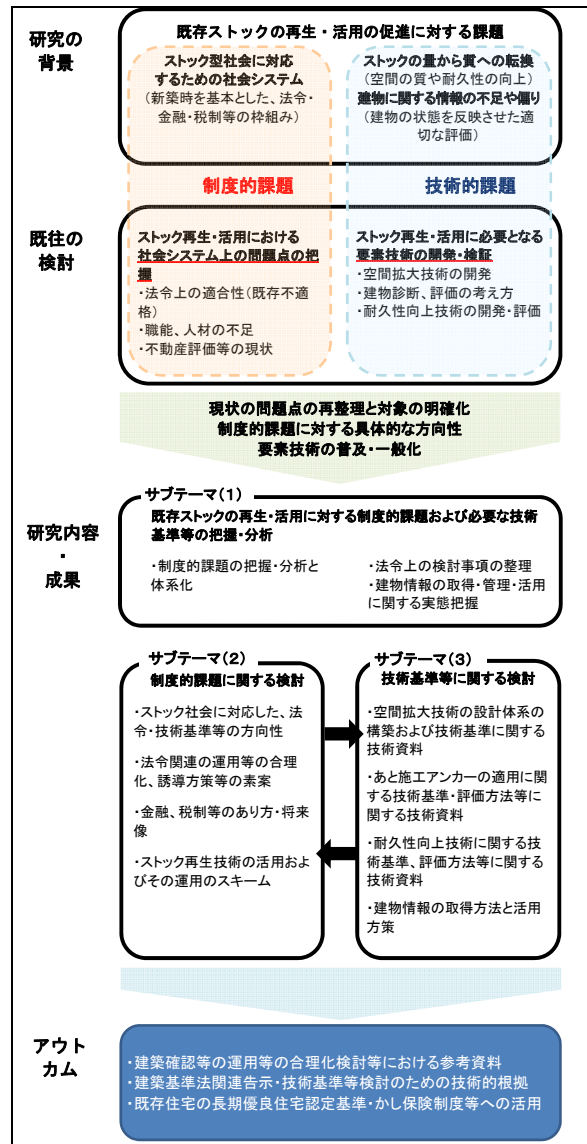 研究の
背景
既存ストックの再生・活用の促進に対する課題
ストック型社会に対応
するための社会システム
(新築時を基本とした、法令・
金融・税制等の枠組み)
ストックの量から質への転換
(空間の質や耐久性の向上)
建物に関する情報の不足や偏り
(建物の状態を反映させた適
切な評価)
制度的課題
技術的課題
既往の
検討
ストック再生・活用における
社会システム上の問題点の把
握
・法令上の適合性(既存不適
格)
・職能、人材の不足
・不動産評価等の現状
ストック再生・活用に必要となる
要素技術の開発・検証
・空間拡大技術の開発
・建物診断、評価の考え方
・耐久性向上技術の開発・評価
現状の問題点の再整理と対象の明確化
制度的課題に対する具体的な方向性
要素技術の普及・一般化
研究内容
・
成果
サブテーマ(1)
既存ストックの再生・活用に対する制度的課題および必要な技術
基準等の把握・分析
・制度的課題の把握・分析と
体系化
・法令上の検討事項の整理
・建物情報の取得・管理・活用
に関する実態把握
サブテーマ(2)
制度的課題に関する検討
・ストック社会に対応した、法
令・技術基準等の方向性
・法令関連の運用等の合理
化、誘導方策等の素案
・金融、税制等のあり方・将来
像
・ストック再生技術の活用およ
びその運用のスキーム
サブテーマ(3)
技術基準等に関する検討
・空間拡大技術の設計体系の
構築および技術基準に関する
技術資料
・あと施工アンカーの適用に関
する技術基準・評価方法等に
関する技術資料
・耐久性向上技術に関する技
術基準、評価方法等に関する
技術資料
・建物情報の取得方法と活用
方策
アウト
カム
・建築確認等の運用等の合理化検討等における参考資料
・建築基準法関連告示・技術基準等検討のための技術的根拠
・既存住宅の長期優良住宅認定基準・かし保険制度等への活用